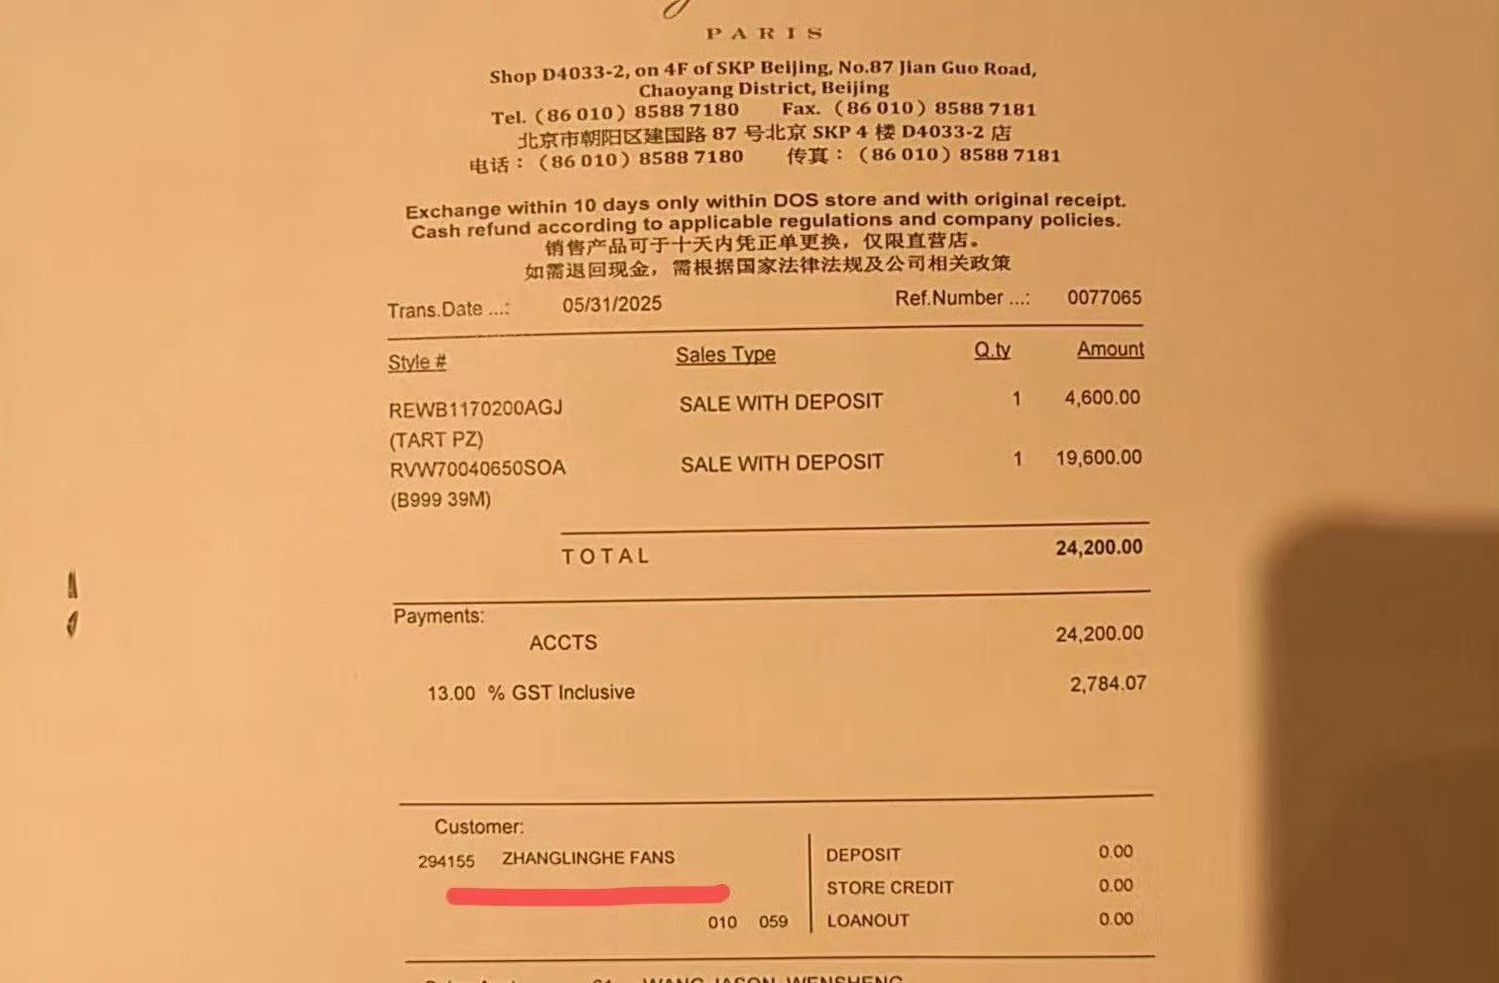 PARIS
Shop D4033-2, on 4F of SKP Beijing, No.87 Jian Guo Road,
Chaoyang District, Beijing
Tel. (86 010) 8588 7180 Fax. (86 010) 8588 7181
北京市朝阳区建国路 87 号北京 SKP 4 楼 D4033-2 店
电话：(86 010) 8588 7180 传真：(86 010) 8588 7181
Exchange within 10 days only within DOS store and with original receipt.
Cash refund according to applicable regulations and company policies.
销售产品可于十天内凭正单更换，仅限直营店。
如需退回现金，需根据国家法律法规及公司相关政策
Trans.Date ...: 05/31/2025 Ref.Number ...: 0077065
Style # Sales Type Q.ty Amount
REWB1170200AGJ SALE WITH DEPOSIT 1 4,600.00
(TART PZ)
RVW70040650SOA SALE WITH DEPOSIT 1 19,600.00
(B999 39M)
TOTAL 24,200.00
Payments:
ACCTS 24,200.00
13.00 % GST Inclusive 2,784.07
Customer:
294155 ZHANGLINGHE FANS
DEPOSIT 0.00
STORE CREDIT 0.00
010 059 LOANOUT 0.00
WANG JASON WENSHENG